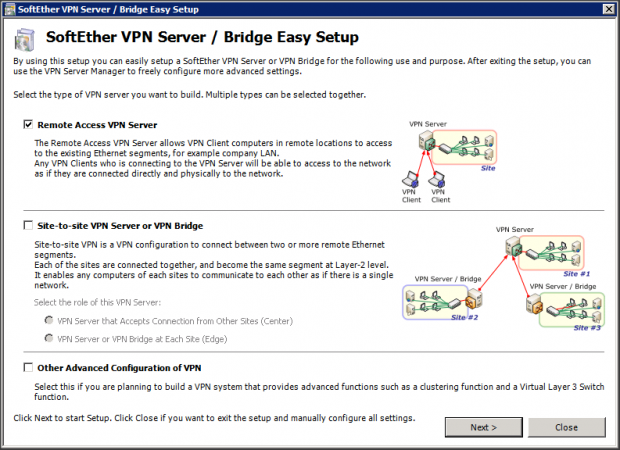 SoftEther VPN Server / Bridge Easy Setup
SoftEther VPN Server / Bridge Easy Setup
By using this setup you can easily setup a SoftEther VPN Server or VPN Bridge for the following use and purpose. After exiting the setup, you can
use the VPN Server Manager to freely configure more advanced settings.
Select the type of VPN server you want to build. Multiple types can be selected together.
Remote Access VPN Server
The Remote Access VPN Server allows VPN Client computers in remote locations to access
to the existing Ethernet segments, for example company LAN.
Any VPN Clients who is connecting to the VPN Server will be able to access to the network
as if they are connected directly and physically to the network.
VPN Server
Site
VPN
Client
VPN
Client
Site-to-site VPN Server or VPN Bridge
Site-to-site VPN is a VPN configuration to connect between two or more remote Ethernet
segments.
Each of the sites are connected together, and become the same segment at Layer-2 level.
It enables any computers of each sites to communicate to each other as if there is a single
network.
Select the role of this VPN Server:
VPN Server that Accepts Connection from Other Sites (Center)
VPN Server or VPN Bridge at Each Site (Edge)
VPN Server
Site #1
VPN Server / Bridge
Site #2
VPN Server / Bridge
Site #3
Other Advanced Configuration of VPN
Select this if you are planning to build a VPN system that provides advanced functions such as a clustering function and a Virtual Layer 3 Switch
function.
Click Next to start Setup. Click Close if you want to exit the setup and manually configure all settings.
Next >
Close